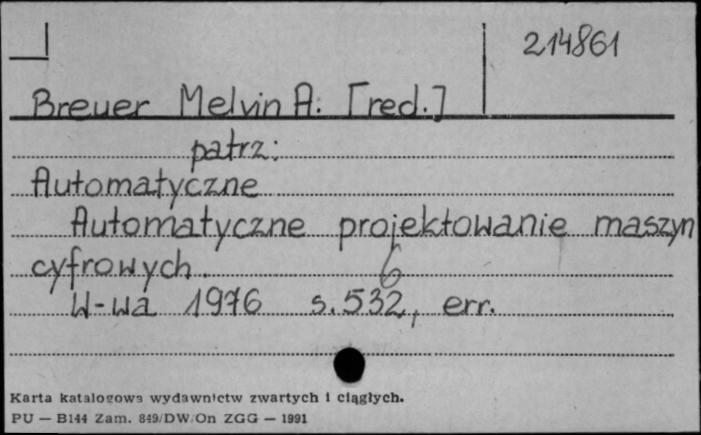 214861
Breuer Melvin A. [red.]
patrz:
Automatyczne
Automatyczne projektowanie maszyn
cyfrowych.
W-wa 1976 s. 532, err.
Karta katalogowa wydawnictw zwartych i ciągłych.
PU — B144 Zam. 849/DW/On ZGG — 1991